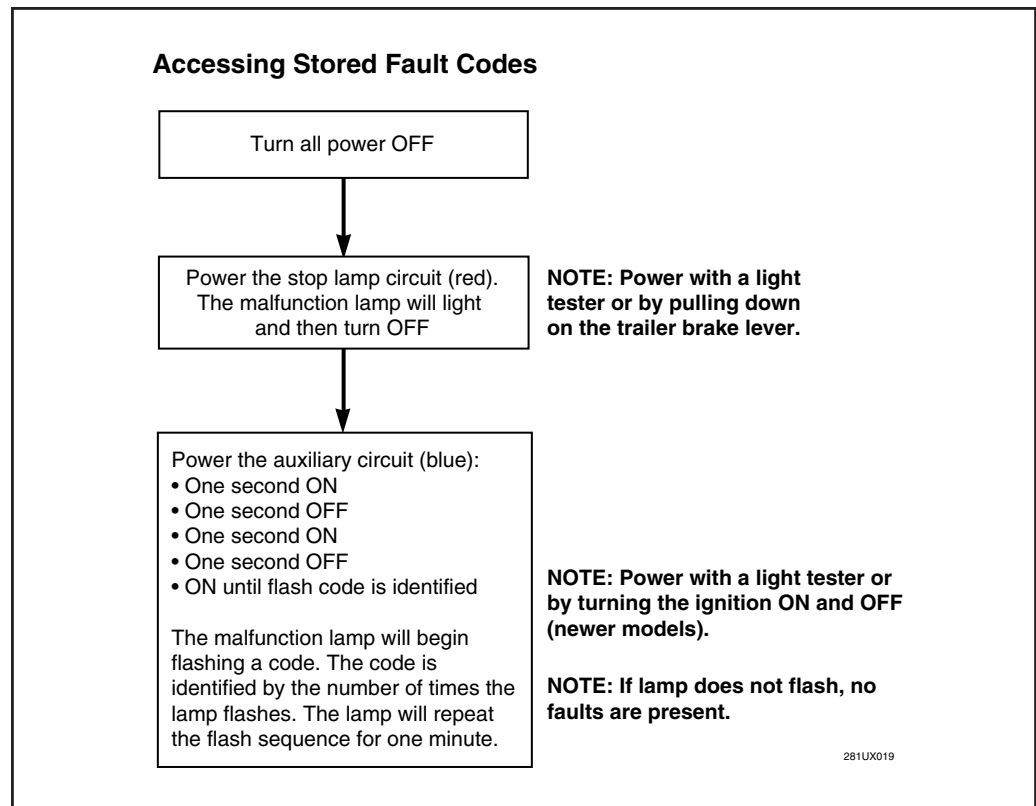 Accessing Stored Fault Codes
Turn all power OFF
Power the stop lamp circuit (red).
The malfunction lamp will light
and then turn OFF
NOTE: Power with a light
tester or by pulling down
on the trailer brake lever.
Power the auxiliary circuit (blue):
• One second ON
• One second OFF
• One second ON
• One second OFF
• ON until flash code is identified
The malfunction lamp will begin
flashing a code. The code is
identified by the number of times the
lamp flashes. The lamp will repeat
the flash sequence for one minute.
NOTE: Power with a light tester or
by turning the ignition ON and OFF
(newer models).
NOTE: If lamp does not flash, no
faults are present.
281UX019